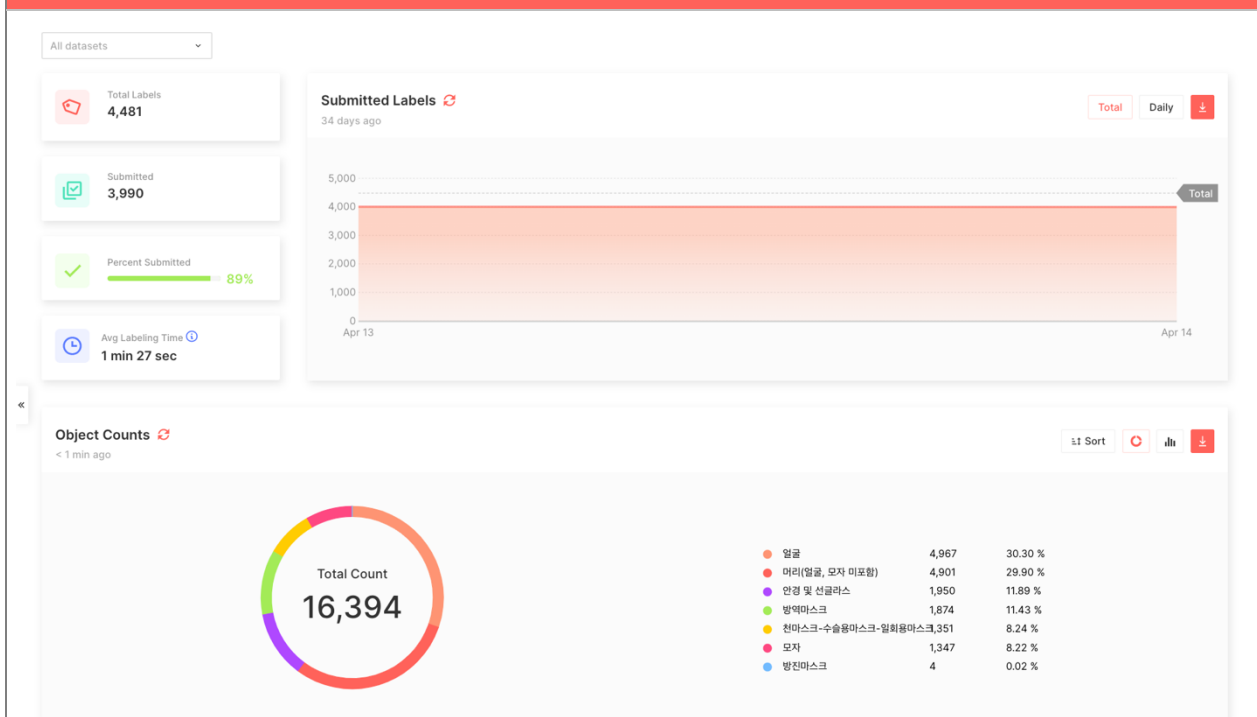 All datasets
Total Labels
4,481
Submitted
3,990
Percent Submitted
89%
Avg Labeling Time
1 min 27 sec
Submitted Labels
34 days ago
Total Daily
5,000
Total
4,000
3,000
2,000
1,000
0
Apr 13 Apr 14
«
Object Counts
< 1 min ago
Sort
Total Count
16,394
얼굴 4,967 30.30 %
머리(얼굴, 모자 미포함) 4,901 29.90 %
안경 및 선글라스 1,950 11.89 %
방역마스크 1,874 11.43 %
천마스크-수술용마스크-일회용마스크 1,351 8.24 %
모자 1,347 8.22 %
방진마스크 4 0.02 %